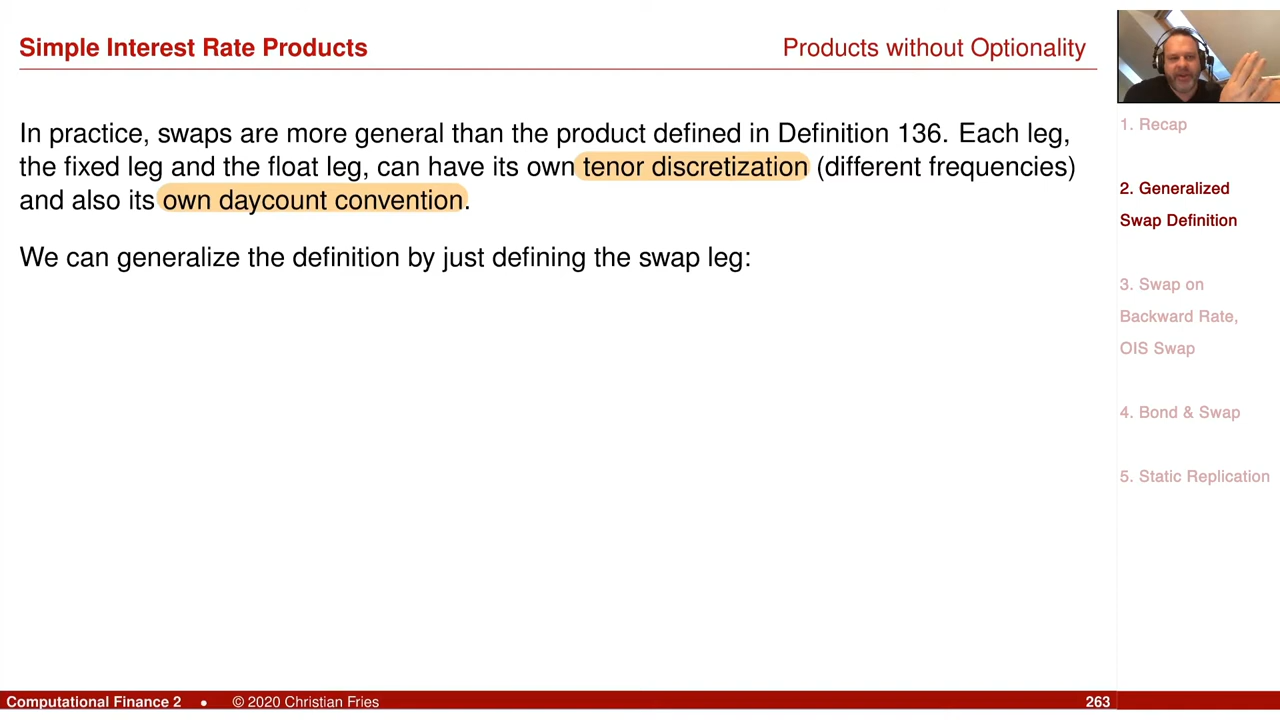 Simple Interest Rate Products
Products without Optionality
In practice, swaps are more general than the product defined in Definition 136. Each leg,
the fixed leg and the float leg, can have its own tenor discretization (different frequencies)
and also its own daycount convention.
We can generalize the definition by just defining the swap leg:
1. Recap
2. Generalized
Swap Definition
3. Swap on
Backward Rate,
OIS Swap
4. Bond & Swap
5. Static Replication
Computational Finance 2 • © 2020 Christian Fries
263